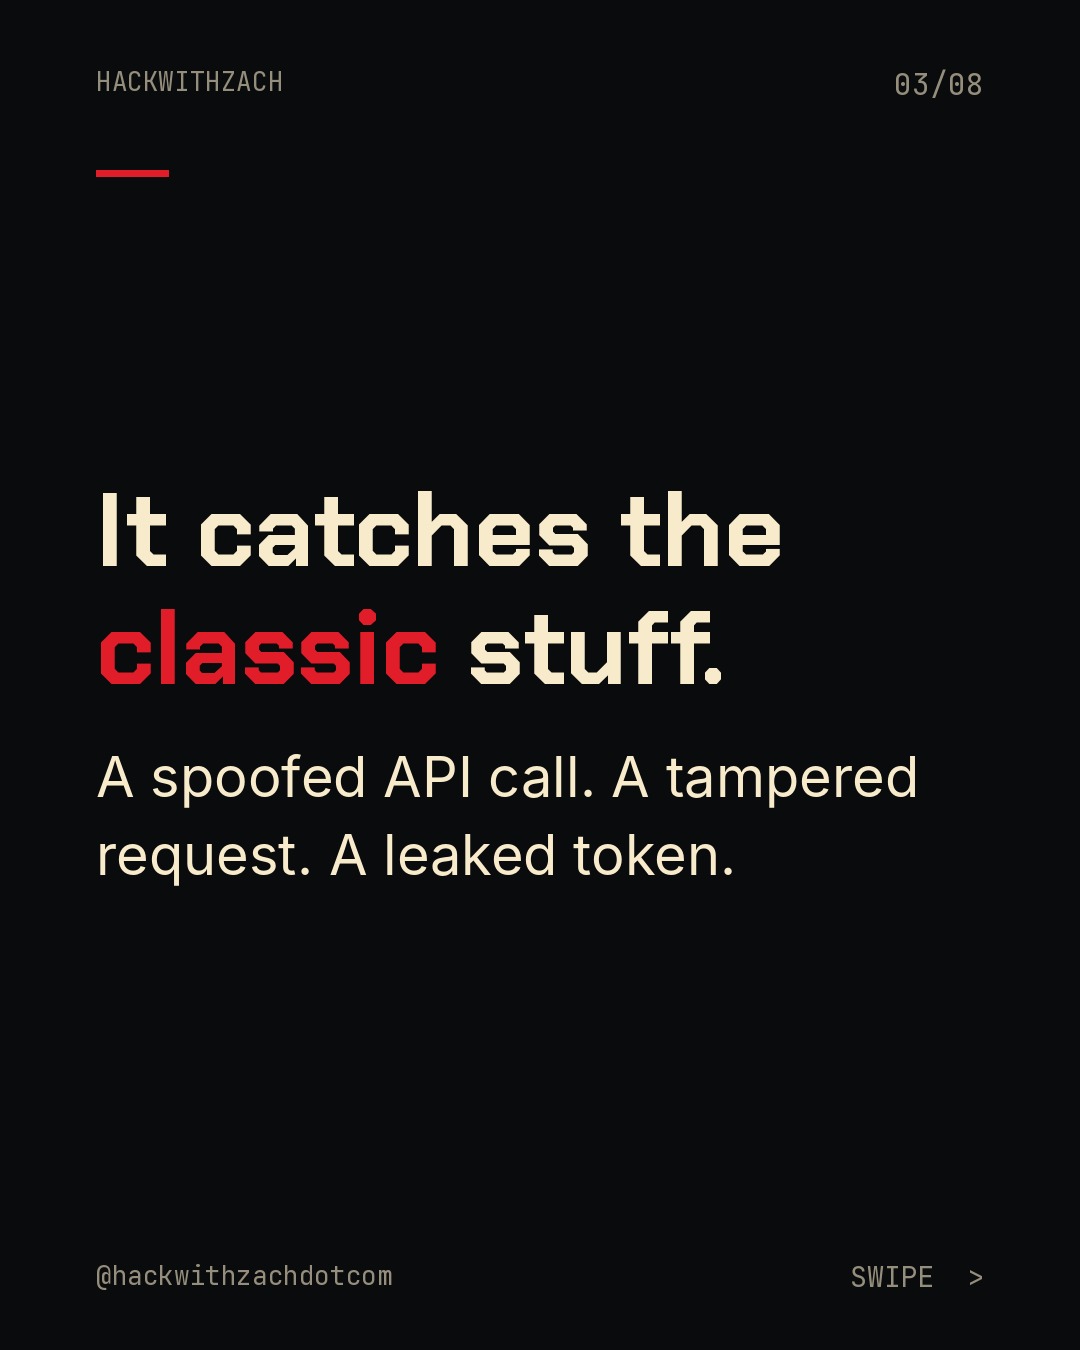 HACKWITHZACH
03/08
It catches the
classic stuff.
A spoofed API call. A tampered
request. A leaked token.
@hackwithzachdotcom
SWIPE >